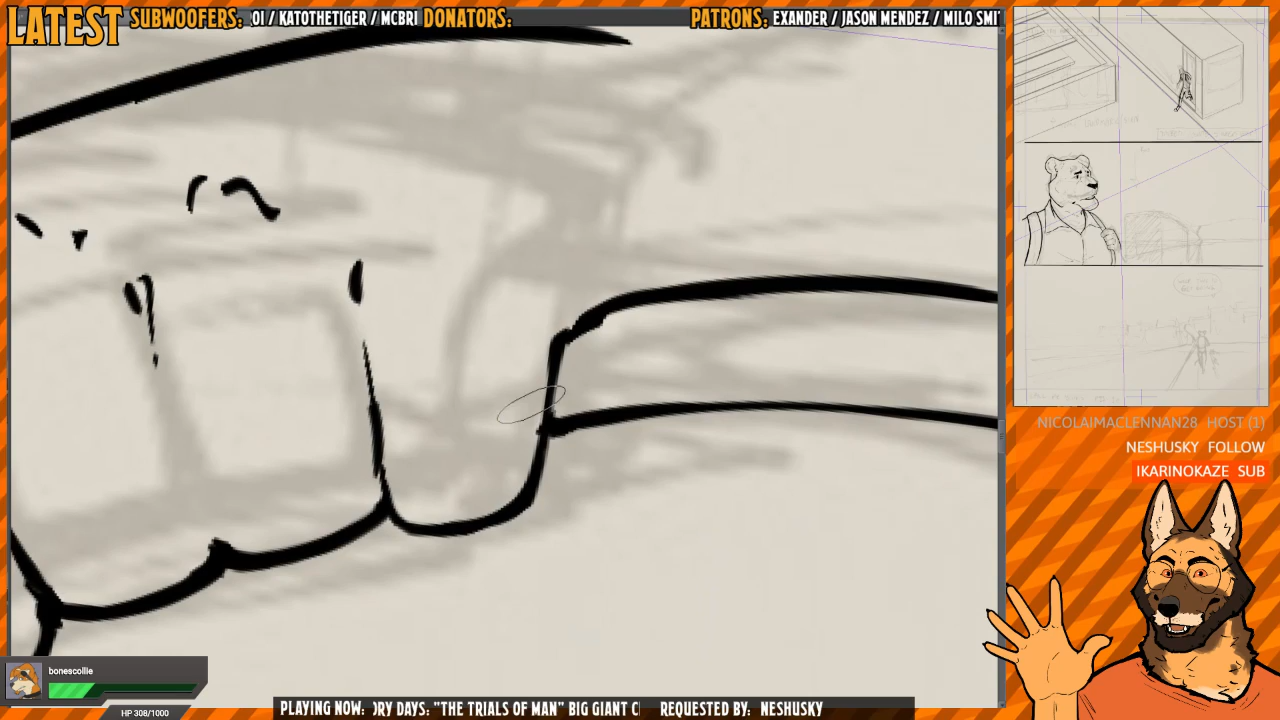 LATEST SUBWOOFERS: OI / KATOTHETIGER / MCBRI DONATORS: PATRONS: EXANDER / JASON MENDEZ / MILO SMI
NICOLAIMACLENNAN28 HOST (1)
NESHUSKY FOLLOW
IKARINOKAZE SUB
bonescollie
HP 308/1000
PLAYING NOW: ORY DAYS: "THE TRIALS OF MAN" BIG GIANT C REQUESTED BY: NESHUSKY